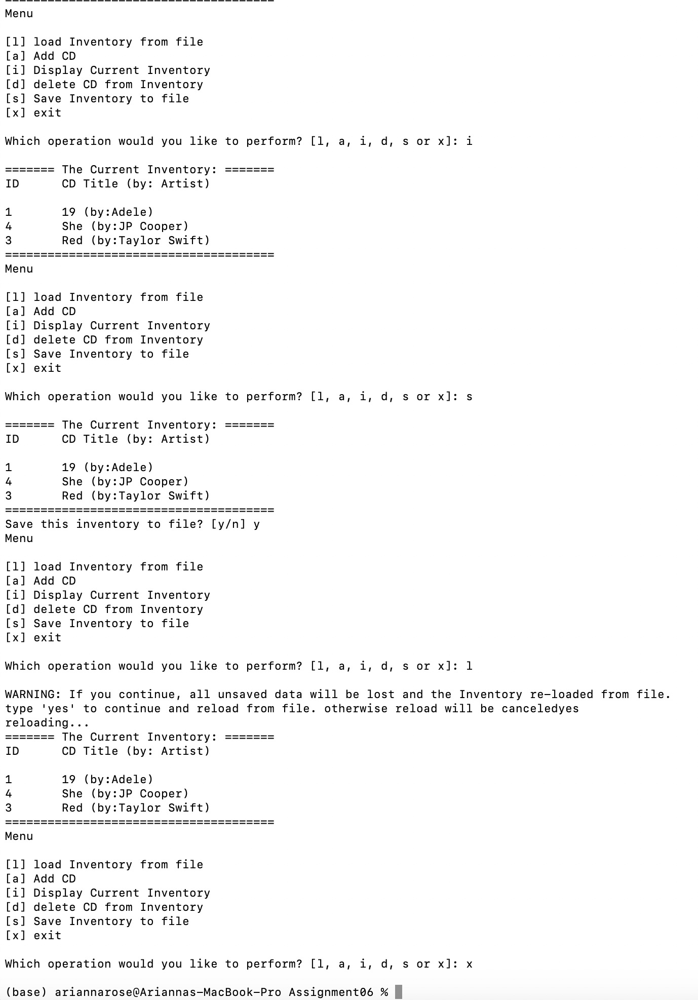 ======================================
Menu

[l] load Inventory from file
[a] Add CD
[i] Display Current Inventory
[d] delete CD from Inventory
[s] Save Inventory to file
[x] exit

Which operation would you like to perform? [l, a, i, d, s or x]: i

======= The Current Inventory: =======
ID      CD Title (by: Artist)

1       19 (by:Adele)
4       She (by:JP Cooper)
3       Red (by:Taylor Swift)
======================================
Menu

[l] load Inventory from file
[a] Add CD
[i] Display Current Inventory
[d] delete CD from Inventory
[s] Save Inventory to file
[x] exit

Which operation would you like to perform? [l, a, i, d, s or x]: s

======= The Current Inventory: =======
ID      CD Title (by: Artist)

1       19 (by:Adele)
4       She (by:JP Cooper)
3       Red (by:Taylor Swift)
======================================
Save this inventory to file? [y/n] y
Menu

[l] load Inventory from file
[a] Add CD
[i] Display Current Inventory
[d] delete CD from Inventory
[s] Save Inventory to file
[x] exit

Which operation would you like to perform? [l, a, i, d, s or x]: l

WARNING: If you continue, all unsaved data will be lost and the Inventory re-loaded from file.
type 'yes' to continue and reload from file. otherwise reload will be canceledyes
reloading...
======= The Current Inventory: =======
ID      CD Title (by: Artist)

1       19 (by:Adele)
4       She (by:JP Cooper)
3       Red (by:Taylor Swift)
======================================
Menu

[l] load Inventory from file
[a] Add CD
[i] Display Current Inventory
[d] delete CD from Inventory
[s] Save Inventory to file
[x] exit

Which operation would you like to perform? [l, a, i, d, s or x]: x

(base) ariannarose@Ariannas-MacBook-Pro Assignment06 %